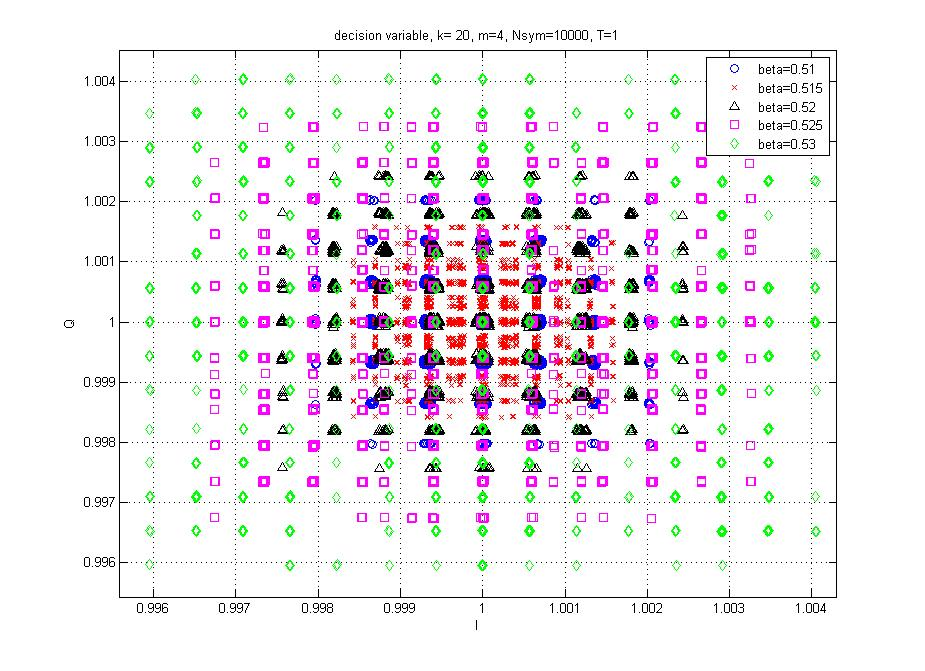 decision variable, k= 20, m=4, Nsym=10000, T=1
beta=0.51
beta=0.515
beta=0.52
beta=0.525
beta=0.53
1.004
1.003
1.002
1.001
1
0.999
0.998
0.997
0.996
Q
0.996 0.997 0.998 0.999 1 1.001 1.002 1.003 1.004
I